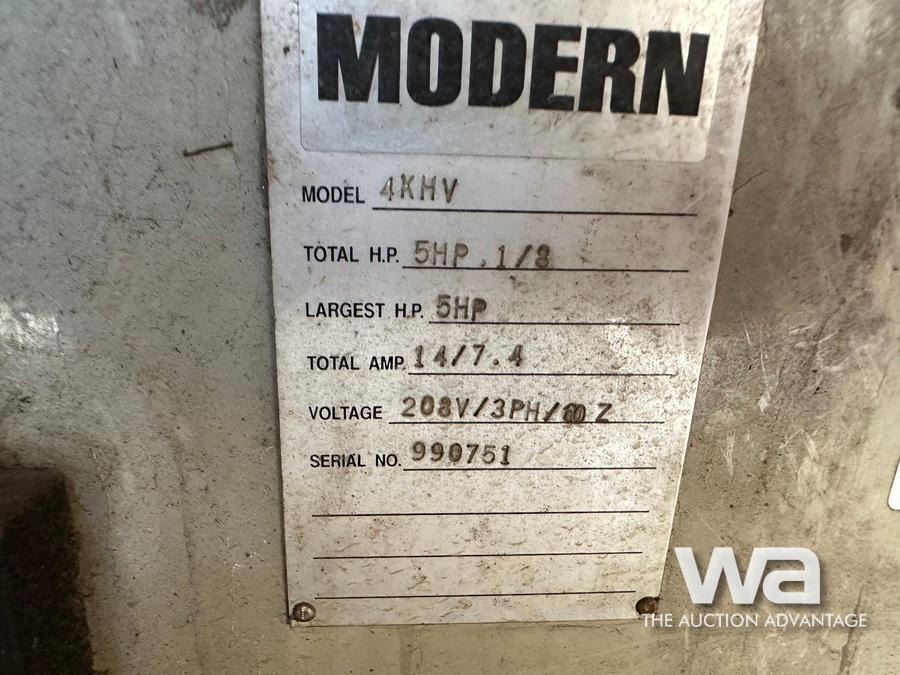 MODERN
MODEL 4KHV
TOTAL H.P. 5HP.1/8
LARGEST H.P. 5HP
TOTAL AMP. 14/7.4
VOLTAGE 208V/3PH/60Z
SERIAL NO. 990751
wa
THE AUCTION ADVANTAGE